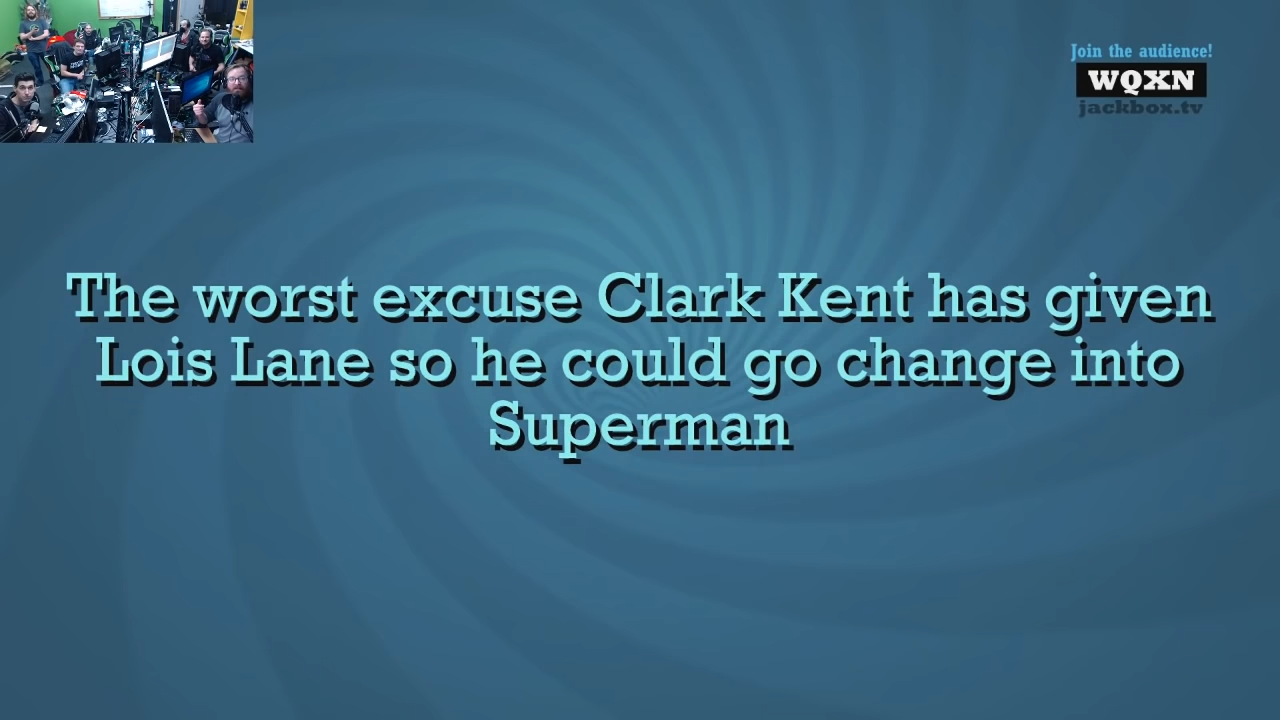 Join the audience!
WQXN
jackbox.tv
The worst excuse Clark Kent has given
Lois Lane so he could go change into
Superman